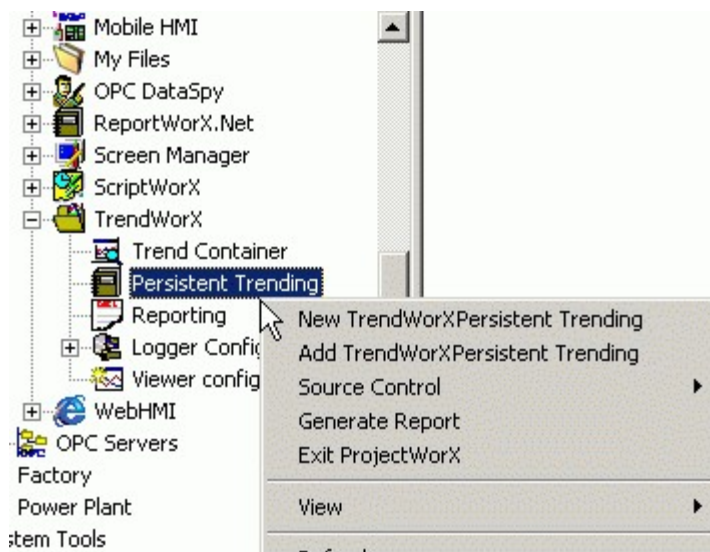 Mobile HMI
My Files
OPC DataSpy
ReportWorX.Net
Screen Manager
ScriptWorX
TrendWorX
Trend Container
Persistent Trending
Reporting
Logger Config
Viewer config
WebHMI
OPC Servers
Factory
Power Plant
stem Tools
New TrendWorXPersistent Trending
Add TrendWorXPersistent Trending
Source Control
Generate Report
Exit ProjectWorX
View